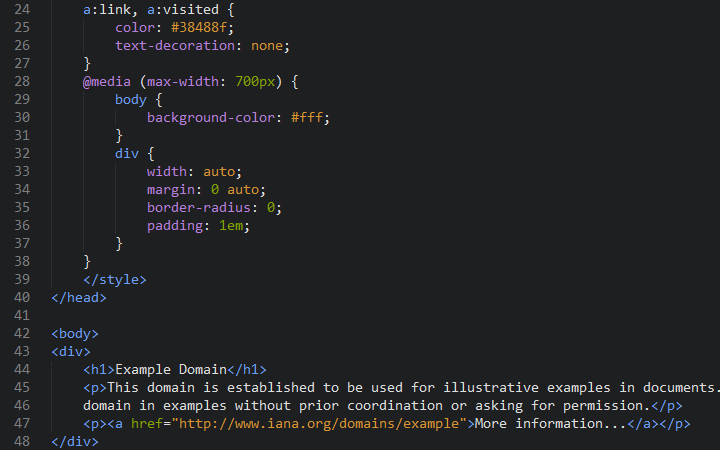 24 a:link, a:visited {
25 color: #38488f;
26 text-decoration: none;
27 }
28 @media (max-width: 700px) {
29 body {
30 background-color: #fff;
31 }
32 div {
33 width: auto;
34 margin: 0 auto;
35 border-radius: 0;
36 padding: 1em;
37 }
38 }
39 </style>
40 </head>
41
42 <body>
43 <div>
44 <h1>Example Domain</h1>
45 <p>This domain is established to be used for illustrative examples in documents.
46 domain in examples without prior coordination or asking for permission.</p>
47 <p><a href="http://www.iana.org/domains/example">More information...</a></p>
48 </div>